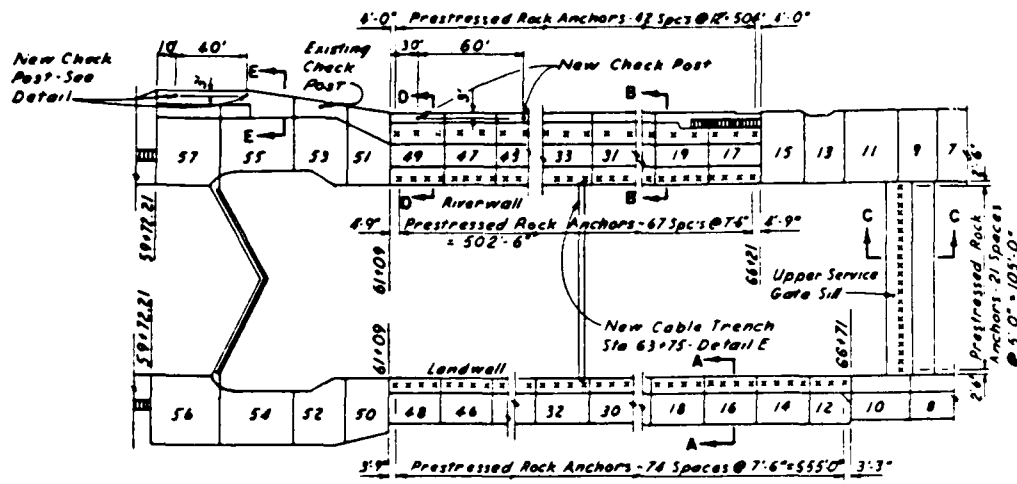 4'-0" Prestressed Rock Anchors-42 Spcs @ 12'=504' 4'-0"
10' 40'
Existing
Check
Post
30' 60'
New Check
Post-See
Detail
New Check Post
E
D
B
3'
57 55 53 51 49 47 45 33 31 19 17 15 13 11 9 7
E
D
B
2'-6"
Riverwall
4'-9" Prestressed Rock Anchors-67 Spcs @ 7'-6" 4'-9"
= 502'-6"
C C
59+72.21
61+09
66+21
Prestressed Rock
Anchors-21 Spaces
@ 5'-0" = 105'-0"
Upper Service
Gate Sill
New Cable Trench
Sta 63+75-Detail E
59+72.21
61+09
66+71
Landwall
A
2'-6"
56 54 52 50 48 46 32 30 18 16 14 12 10 8
A
3'-9" Prestressed Rock Anchors-74 Spaces @ 7'-6"=555'-0" 3'-3"